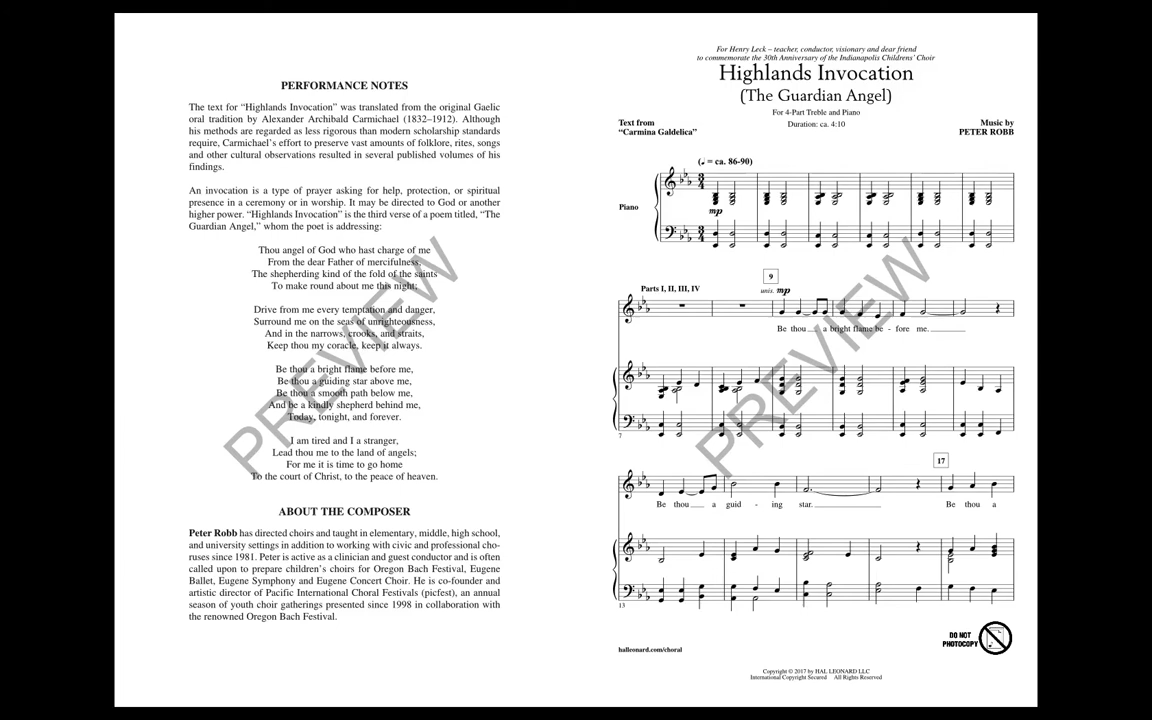 PERFORMANCE NOTES
The text for “Highlands Invocation” was translated from the original Gaelic
oral tradition by Alexander Archibald Carmichael (1832–1912). Although
his methods are regarded as less rigorous than modern scholarship standards
require, Carmichael’s effort to preserve vast amounts of folklore, rites, songs
and other cultural observations resulted in several published volumes of his
findings.
An invocation is a type of prayer asking for help, protection, or spiritual
presence in a ceremony or in worship. It may be directed to God or another
higher power. “Highlands Invocation” is the third verse of a poem titled, “The
Guardian Angel,” whom the poet is addressing:
Thou angel of God who hast charge of me
From the dear Father of mercifulness,
The shepherding kind of the fold of the saints
To make round about me this night;
Drive from me every temptation and danger,
Surround me on the seas of unrighteousness,
And in the narrows, crooks, and straits,
Keep thou my coracle, keep it always.
Be thou a bright flame before me,
Be thou a guiding star above me,
Be thou a smooth path below me,
And be a kindly shepherd behind me,
Today, tonight, and forever.
I am tired and I a stranger,
Lead thou me to the land of angels;
For me it is time to go home
To the court of Christ, to the peace of heaven.
PREVIEW
ABOUT THE COMPOSER
Peter Robb has directed choirs and taught in elementary, middle, high school,
and university settings in addition to working with civic and professional cho-
ruses since 1981. Peter is active as a clinician and guest conductor and is often
called upon to prepare children’s choirs for Oregon Bach Festival, Eugene
Ballet, Eugene Symphony and Eugene Concert Choir. He is co-founder and
artistic director of Pacific International Choral Festivals (picfest), an annual
season of youth choir gatherings presented since 1998 in collaboration with
the renowned Oregon Bach Festival.
For Henry Leck – teacher, conductor, visionary and dear friend
to commemorate the 30th Anniversary of the Indianapolis Childrens’ Choir
Highlands Invocation
(The Guardian Angel)
For 4-Part Treble and Piano
Duration: ca. 4:10
Text from
“Carmina Galdelica”
Music by
PETER ROBB
(♩ = ca. 86-90)
Piano
mp
9
Parts I, II, III, IV
unis. mp
Be thou a bright flame be - fore me.
PREVIEW
7
17
Be thou a guid - ing star. Be thou a
13
halleonard.com/choral
DO NOT
PHOTOCOPY
Copyright © 2017 by HAL LEONARD LLC
International Copyright Secured All Rights Reserved